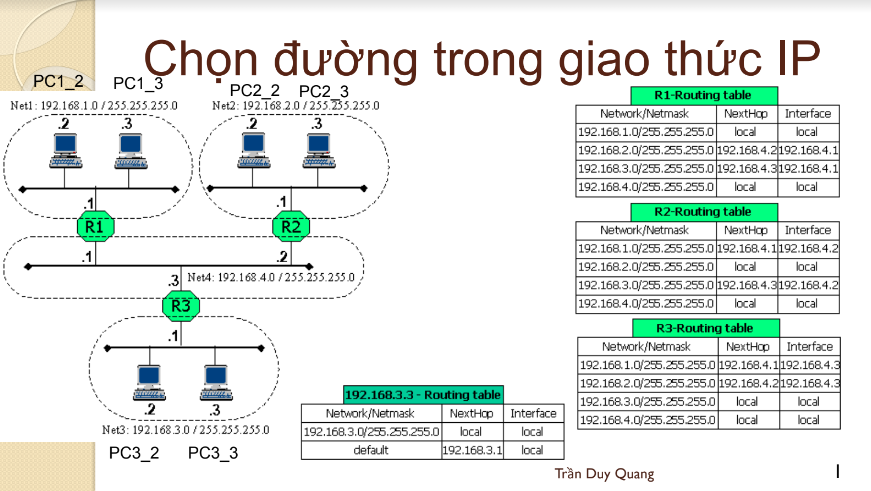 Chọn đường trong giao thức IP
PC1_2 PC1_3 PC2_2 PC2_3
Net1: 192.168.1.0 / 255.255.255.0 Net2: 192.168.2.0 / 255.255.255.0
.2 .3 .2 .3
.1 .1
R1 R2
.1 .2
.3 Net4: 192.168.4.0 / 255.255.255.0
R3
.1
.2 .3
Net3: 192.168.3.0 / 255.255.255.0
PC3_2 PC3_3
192.168.3.3 - Routing table
Network/Netmask NextHop Interface
192.168.3.0/255.255.255.0 local local
default 192.168.3.1 local
R1-Routing table
Network/Netmask NextHop Interface
192.168.1.0/255.255.255.0 local local
192.168.2.0/255.255.255.0 192.168.4.2 192.168.4.1
192.168.3.0/255.255.255.0 192.168.4.3 192.168.4.1
192.168.4.0/255.255.255.0 local local
R2-Routing table
Network/Netmask NextHop Interface
192.168.1.0/255.255.255.0 192.168.4.1 192.168.4.2
192.168.2.0/255.255.255.0 local local
192.168.3.0/255.255.255.0 192.168.4.3 192.168.4.2
192.168.4.0/255.255.255.0 local local
R3-Routing table
Network/Netmask NextHop Interface
192.168.1.0/255.255.255.0 192.168.4.1 192.168.4.3
192.168.2.0/255.255.255.0 192.168.4.2 192.168.4.3
192.168.3.0/255.255.255.0 local local
192.168.4.0/255.255.255.0 local local
Trần Duy Quang
1